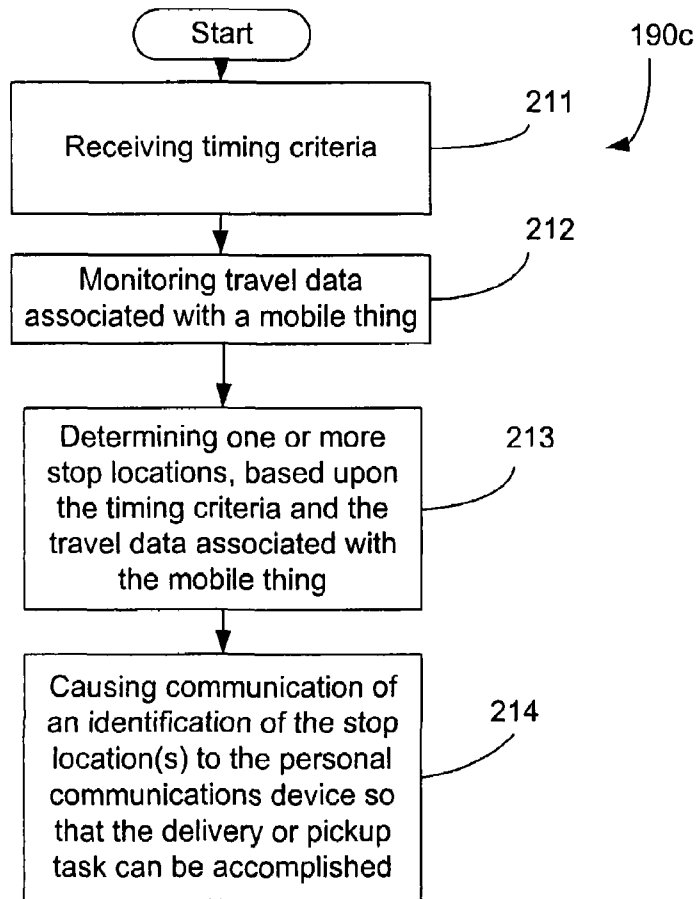 Start
190c
Receiving timing criteria
211
212
Monitoring travel data
associated with a mobile thing
Determining one or more
stop locations, based upon
the timing criteria and the
travel data associated with
the mobile thing
213
Causing communication of
an identification of the stop
location(s) to the personal
communications device so
that the delivery or pickup
task can be accomplished
214